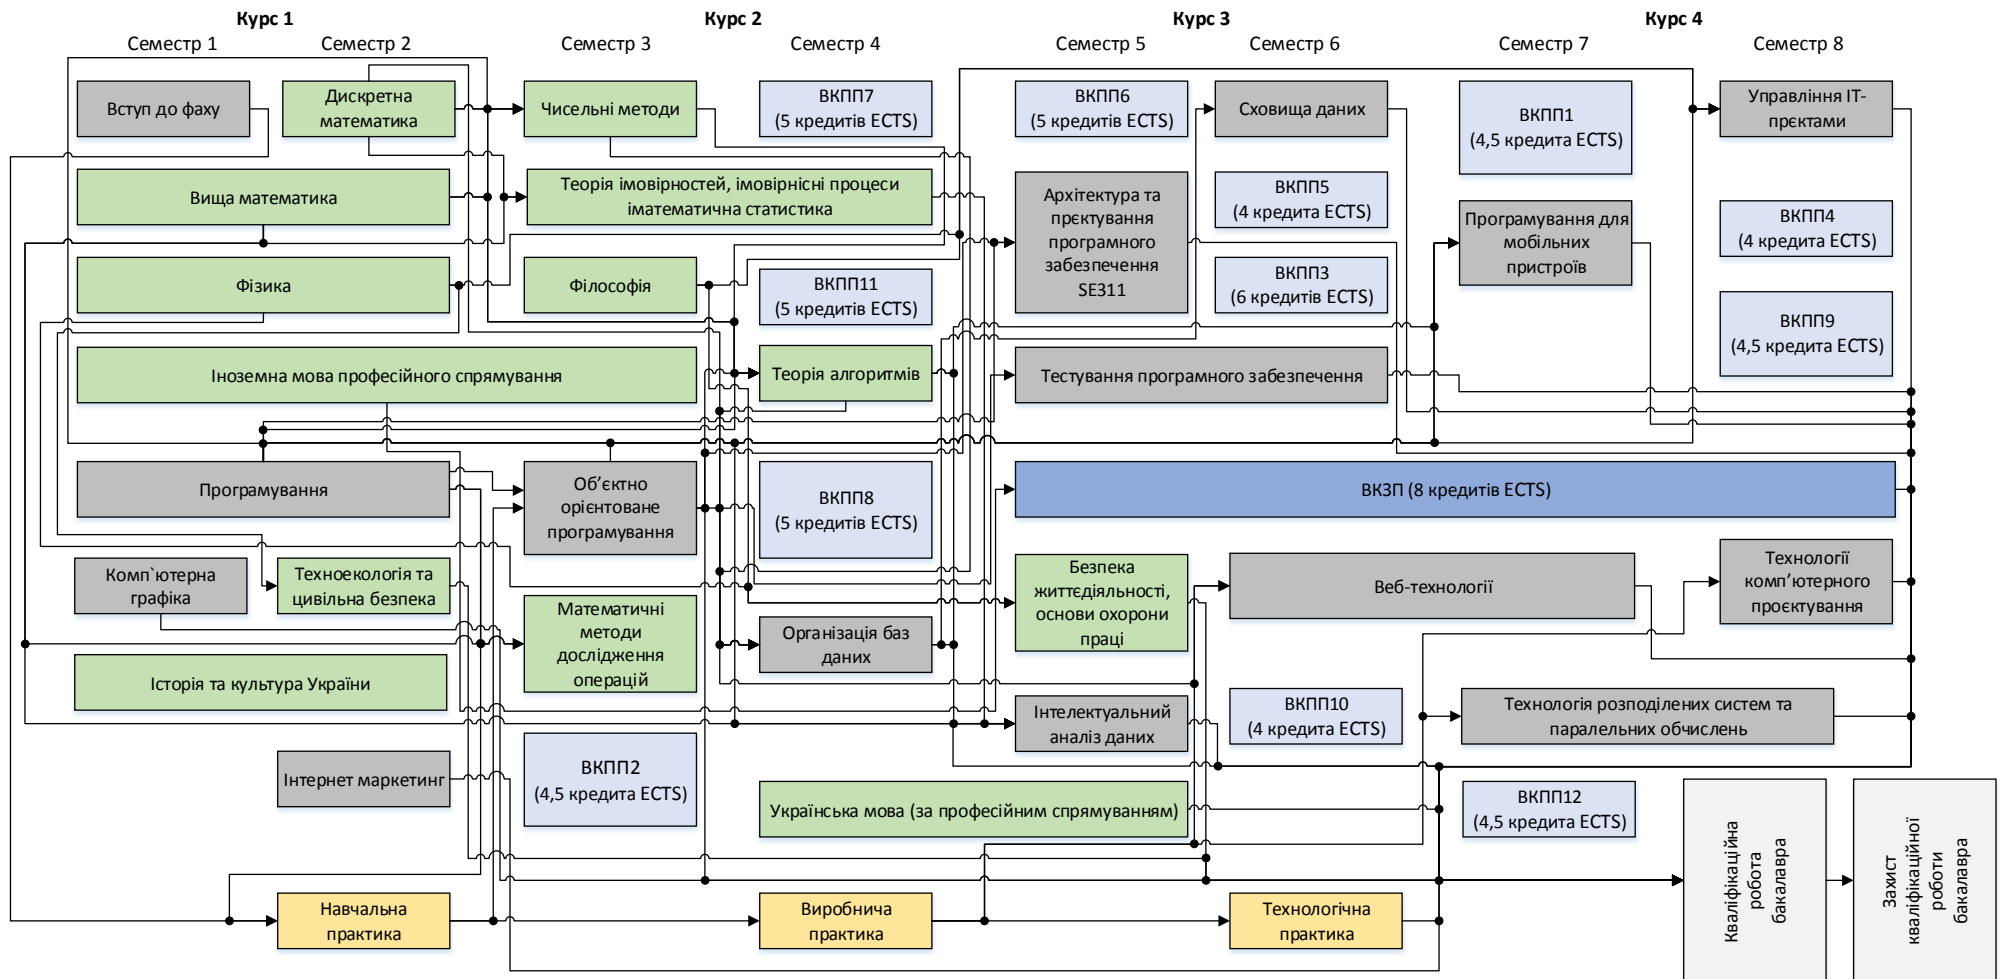 Курс 1
Курс 2
Курс 3
Курс 4
Семестр 1
Семестр 2
Семестр 3
Семестр 4
Семестр 5
Семестр 6
Семестр 7
Семестр 8
Вступ до фаху
Дискретна
математика
Чисельні методи
ВКПП7
(5 кредитів ECTS)
ВКПП6
(5 кредитів ECTS)
Сховища даних
ВКПП1
(4,5 кредита ECTS)
Управління ІТ-
прєктами
Вища математика
Теорія імовірностей, імовірнісні процеси
іматематична статистика
Архітектура та
прєктування
програмного
забезпечення
SE311
ВКПП5
(4 кредита ECTS)
Програмування для
мобільних
пристроїв
ВКПП4
(4 кредита ECTS)
Фізика
Філософія
ВКПП11
(5 кредитів ECTS)
ВКПП3
(6 кредитів ECTS)
ВКПП9
(4,5 кредита ECTS)
Іноземна мова професійного спрямування
Теорія алгоритмів
Тестування програмного забезпечення
Програмування
Об’єктно
орієнтоване
програмування
ВКПП8
(5 кредитів ECTS)
ВКЗП (8 кредитів ECTS)
Комп`ютерна
графіка
Техноекологія та
цивільна безпека
Математичні
методи
дослідження
операцій
Організація баз
даних
Безпека
життєдіяльності,
основи охорони
праці
Веб-технології
Технології
комп’ютерного
проєктування
Історія та культура України
Інтелектуальний
аналіз даних
ВКПП10
(4 кредита ECTS)
Технологія розподілених систем та
паралельних обчислень
Інтернет маркетинг
ВКПП2
(4,5 кредита ECTS)
Українська мова (за професійним спрямуванням)
ВКПП12
(4,5 кредита ECTS)
Кваліфікаційна
робота
бакалавра
Захист
кваліфікаційної
роботи
бакалавра
Навчальна
практика
Виробнича
практика
Технологічна
практика